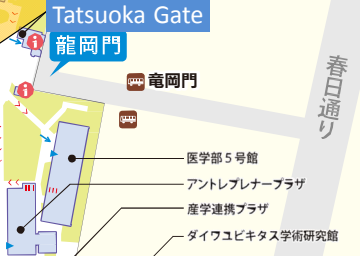 Tatsuoka Gate
龍岡門
竜岡門
春日通り
医学部5号館
アントレプレナープラザ
産学連携プラザ
ダイワユビキタス学術研究館